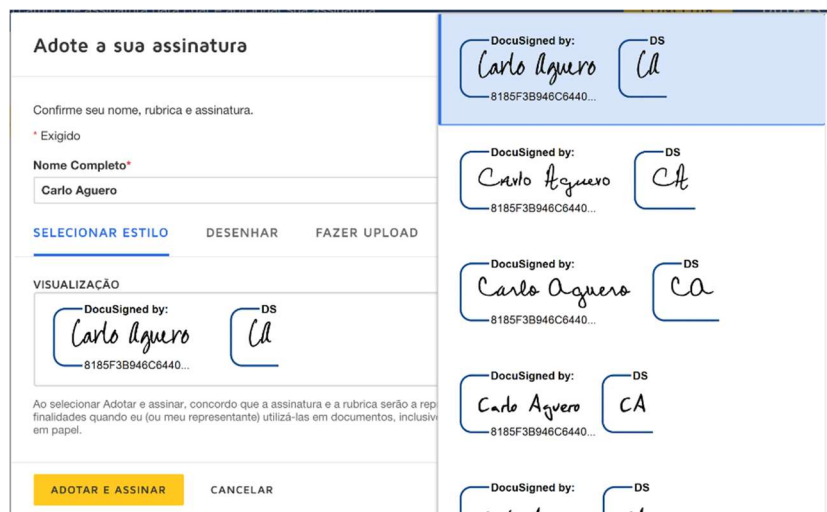 Adote a sua assinatura
Confirme seu nome, rubrica e assinatura.
* Exigido
Nome Completo*
Carlo Aguero
SELECIONAR ESTILO DESENHAR FAZER UPLOAD
VISUALIZAÇÃO
DocuSigned by: DS
Carlo Aguero CA
8185F3B946C6440...
Ao selecionar Adotar e assinar, concordo que a assinatura e a rubrica serão a
finalidades quando eu (ou meu representante) utilizá-las em documentos,
em papel.
ADOTAR E ASSINAR CANCELAR
DocuSigned by: DS
Carlo Aguero CA
8185F3B946C6440...
DocuSigned by: DS
Carlo Aguero CA
8185F3B946C6440...
DocuSigned by: DS
Carlo Aguero CA
8185F3B946C6440...
DocuSigned by: DS
Carlo Aguero CA
8185F3B946C6440...
DocuSigned by: DS